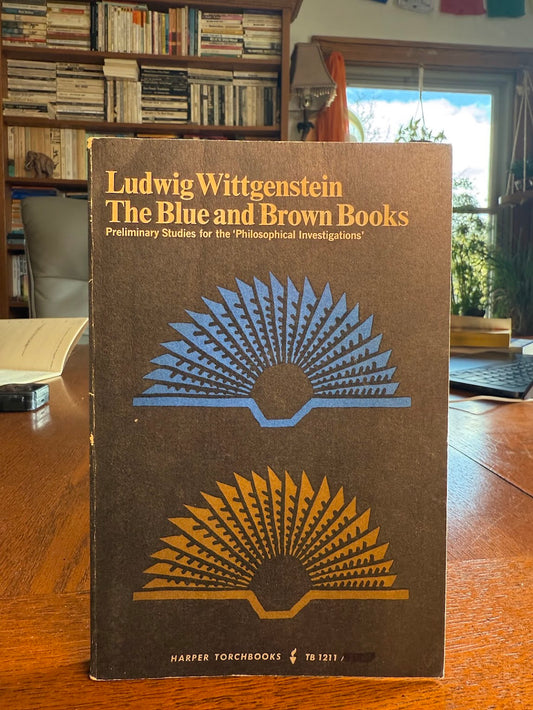 Ludwig Wittgenstein
The Blue and Brown Books
Preliminary Studies for the 'Philosophical Investigations'
HARPER TORCHBOOKS TB 1211 /